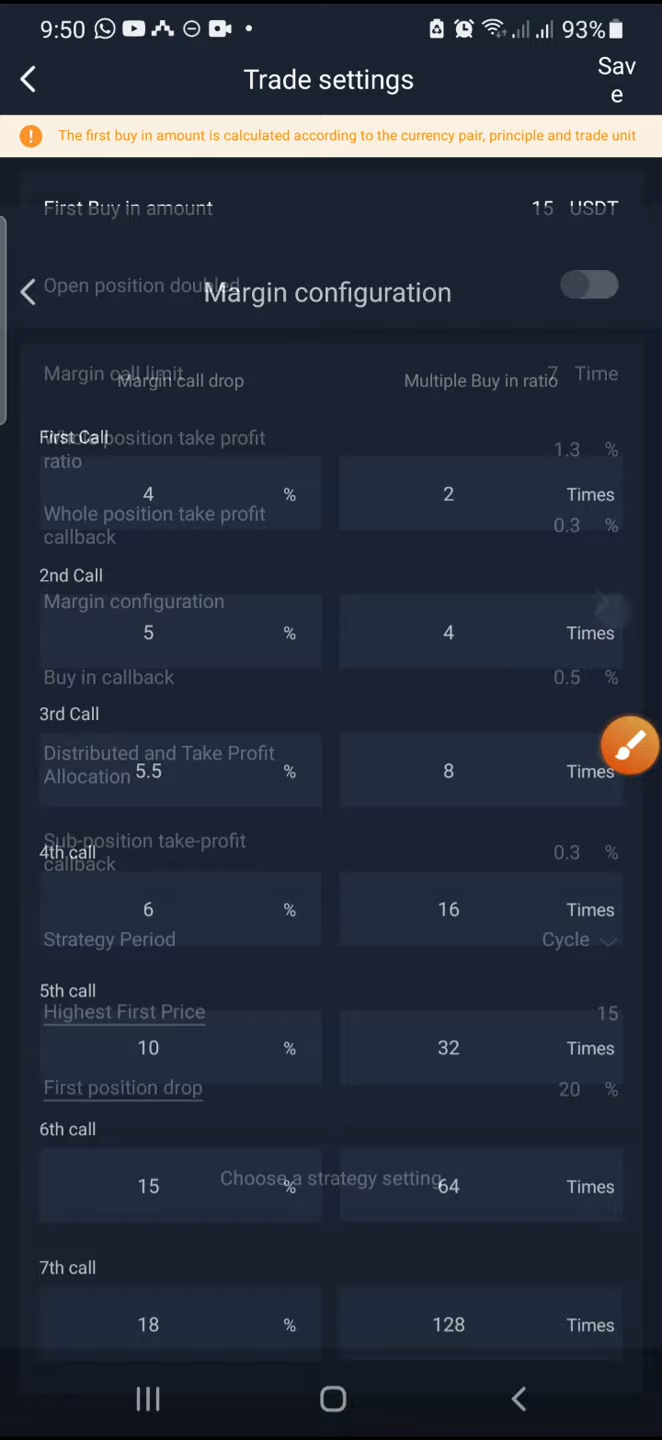 9:50
93%
Trade settings
Sav
e
The first buy in amount is calculated according to the currency pair, principle and trade unit
First Buy in amount 15 USDT
Open position doubled
Margin configuration
Margin call limit 7 Time
Margin call drop Multiple Buy in ratio
First Call
Whole position take profit
ratio 1.3 %
4 % 2 Times
Whole position take profit
callback 0.3 %
2nd Call
Margin configuration
5 % 4 Times
Buy in callback 0.5 %
3rd Call
Distributed and Take Profit
Allocation
5.5 % 8 Times
Sub-position take-profit
callback 0.3 %
4th call
6 % 16 Times
Strategy Period Cycle
5th call
Highest First Price 15
10 % 32 Times
First position drop 20 %
6th call
Choose a strategy setting
15 % 64 Times
7th call
18 % 128 Times